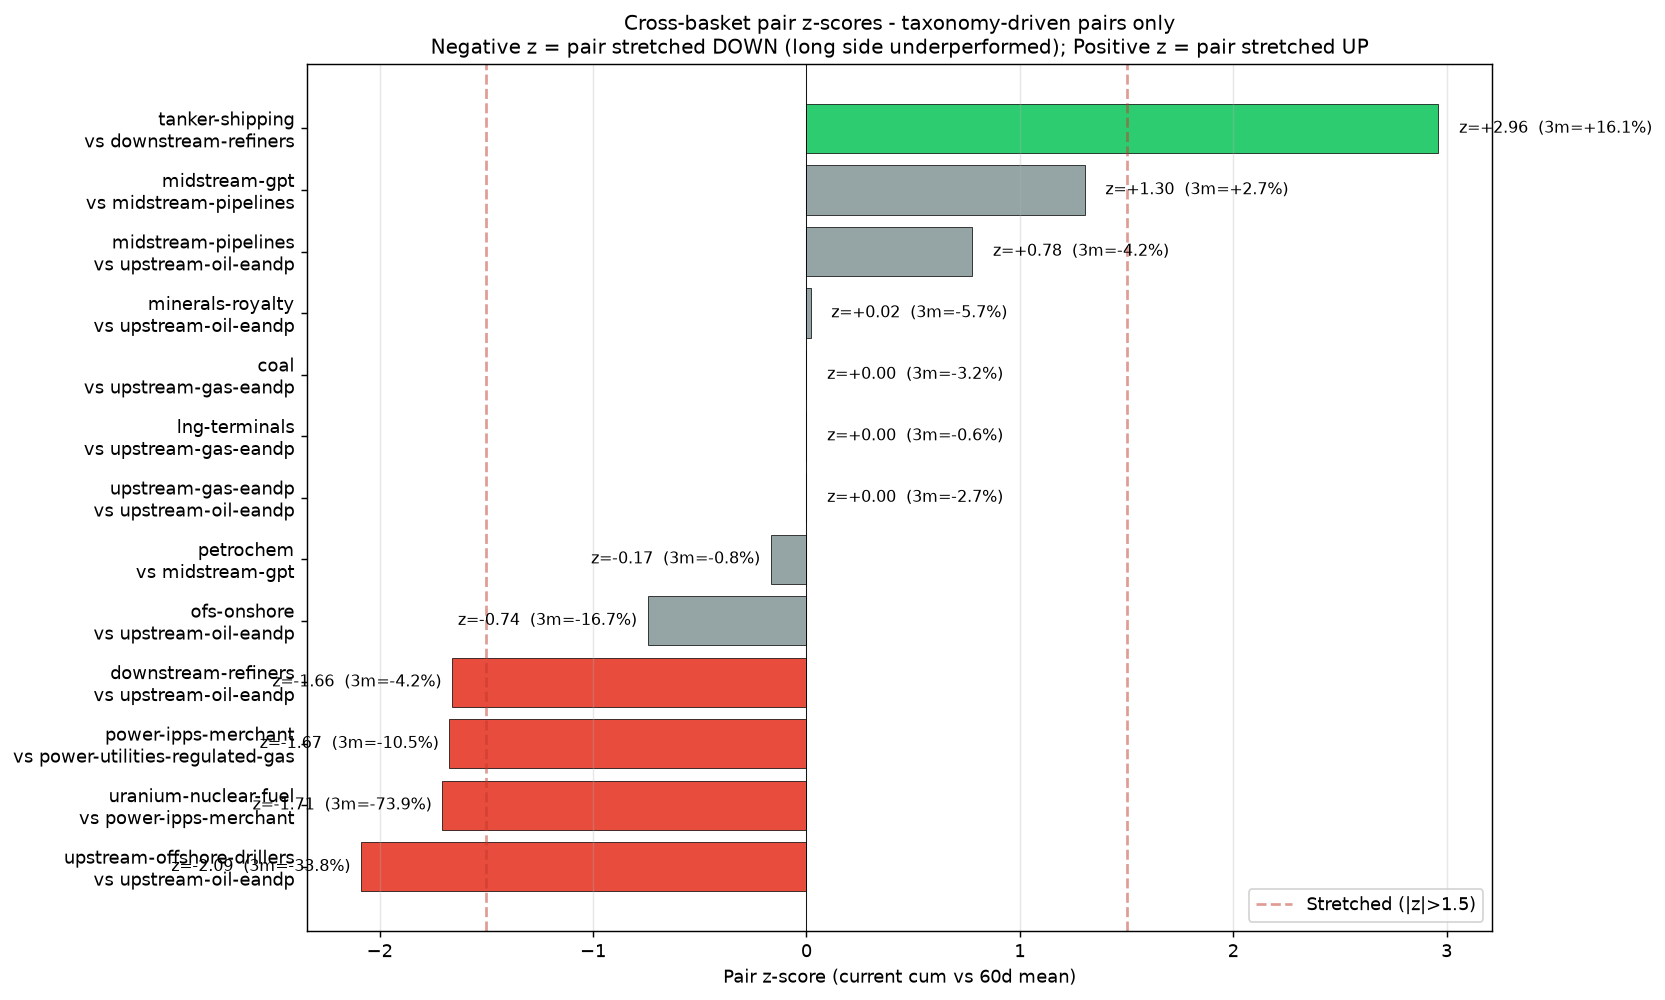 Cross-basket pair z-scores - taxonomy-driven pairs only
Negative z = pair stretched DOWN (long side underperformed); Positive z = pair stretched UP
tanker-shipping
vs downstream-refiners
z=+2.96 (3m=+16.1%)
midstream-gpt
vs midstream-pipelines
z=+1.30 (3m=+2.7%)
midstream-pipelines
vs upstream-oil-eandp
z=+0.78 (3m=-4.2%)
minerals-royalty
vs upstream-oil-eandp
z=+0.02 (3m=-5.7%)
coal
vs upstream-gas-eandp
z=+0.00 (3m=-3.2%)
lng-terminals
vs upstream-gas-eandp
z=+0.00 (3m=-0.6%)
upstream-gas-eandp
vs upstream-oil-eandp
z=+0.00 (3m=-2.7%)
petrochem
vs midstream-gpt
z=-0.17 (3m=-0.8%)
ofs-onshore
vs upstream-oil-eandp
z=-0.74 (3m=-16.7%)
downstream-refiners
vs upstream-oil-eandp
z=-1.66 (3m=-4.2%)
power-ipps-merchant
vs power-utilities-regulated-gas
z=-1.67 (3m=-10.5%)
uranium-nuclear-fuel
vs power-ipps-merchant
z=-1.71 (3m=-73.9%)
upstream-offshore-drillers
vs upstream-oil-eandp
z=-2.09 (3m=-33.8%)
Stretched (|z|>1.5)
−2 −1 0 1 2 3
Pair z-score (current cum vs 60d mean)